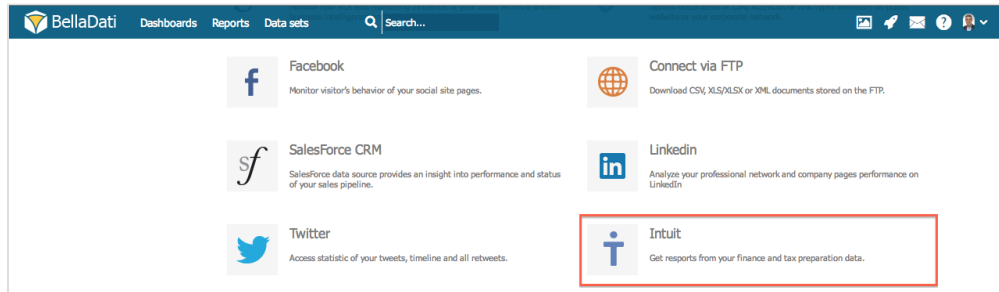 BellaDati Dashboards Reports Data sets Search...
Facebook
Monitor visitor's behavior of your social site pages.
Connect via FTP
Download CSV, XLS/XLSX or XML documents stored on the FTP.
SalesForce CRM
SalesForce data source provides an insight into performance and status
of your sales pipeline.
Linkedin
Analyze your professional network and company pages performance on
LinkedIn
Twitter
Access statistic of your tweets, timeline and all retweets.
Intuit
Get resports from your finance and tax preparation data.